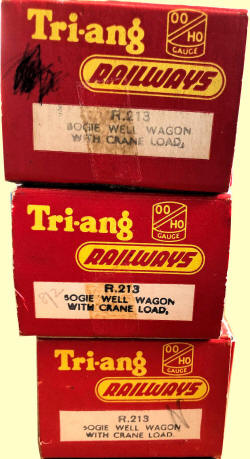 Tri-ang OO HO GAUGE
RAILWAYS
R.213
BOGIE WELL WAGON
WITH CRANE LOAD.
Tri-ang OO HO GAUGE
RAILWAYS
R.213
BOGIE WELL WAGON
WITH CRANE LOAD.
Tri-ang OO HO GAUGE
RAILWAYS
R.213
BOGIE WELL WAGON
WITH CRANE LOAD.